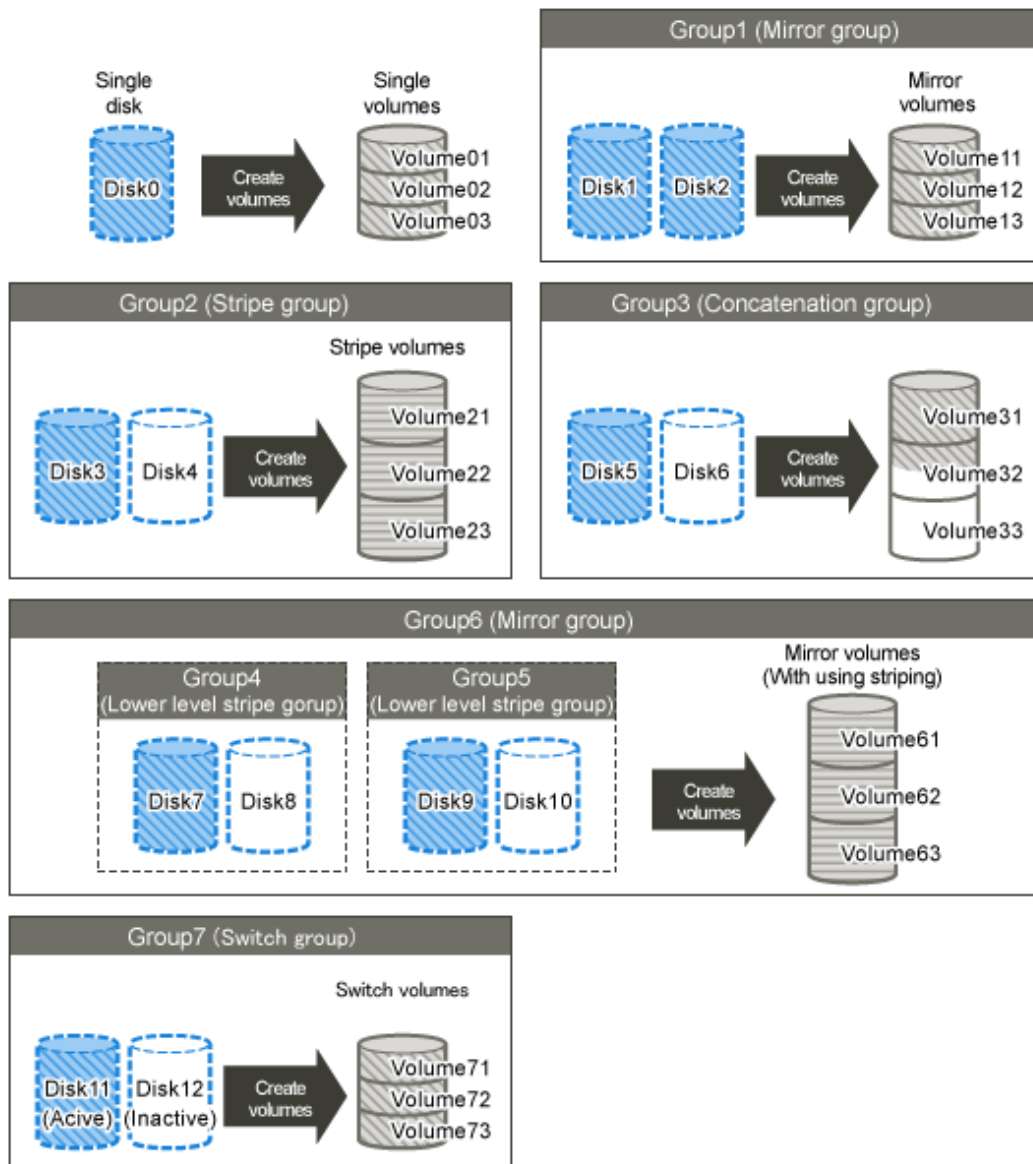 Single
disk
Disk0
Create
volumes
Single
volumes
Volume01
Volume02
Volume03
Group1 (Mirror group)
Disk1
Disk2
Create
volumes
Mirror
volumes
Volume11
Volume12
Volume13
Group2 (Stripe group)
Disk3
Disk4
Create
volumes
Stripe volumes
Volume21
Volume22
Volume23
Group3 (Concatenation group)
Disk5
Disk6
Create
volumes
Volume31
Volume32
Volume33
Group6 (Mirror group)
Group4
(Lower level stripe gorup)
Disk7
Disk8
Group5
(Lower level stripe group)
Disk9
Disk10
Create
volumes
Mirror volumes
(With using striping)
Volume61
Volume62
Volume63
Group7 (Switch group)
Disk11
(Acive)
Disk12
(Inactive)
Create
volumes
Switch volumes
Volume71
Volume72
Volume73